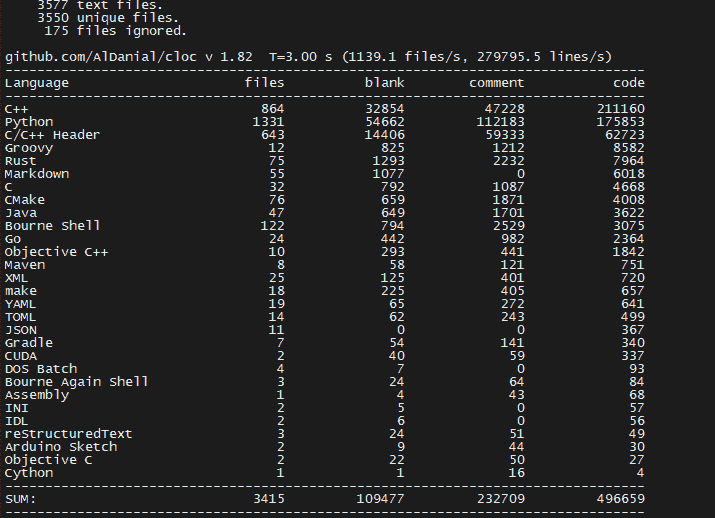 3577 text files.
3550 unique files.
175 files ignored.
github.com/AlDanial/cloc v 1.82  T=3.00 s (1139.1 files/s, 279795.5 lines/s)
-------------------------------------------------------------------------------
Language                     files          blank        comment           code
-------------------------------------------------------------------------------
C++                            864          32854          47228         211160
Python                        1331          54662         112183         175853
C/C++ Header                   643          14406          59333          62723
Groovy                          12            825           1212           8582
Rust                            75           1293           2232           7964
Markdown                        55           1077              0           6018
C                               32            792           1087           4668
CMake                           76            659           1871           4008
Java                            47            649           1701           3622
Bourne Shell                   122            794           2529           3075
Go                              24            442            982           2364
Objective C++                   10            293            441           1842
Maven                            8             58            121            751
XML                             25            125            401            720
make                            18            225            405            657
YAML                            19             65            272            641
TOML                            14             62            243            499
JSON                            11              0              0            367
Gradle                           7             54            141            340
CUDA                             2             40             59            337
DOS Batch                        4              7              0             93
Bourne Again Shell               3             24             64             84
Assembly                         1              4             43             68
INI                              2              5              0             57
IDL                              2              6              0             56
reStructuredText                 3             24             51             49
Arduino Sketch                   2              9             44             30
Objective C                      2             22             50             27
Cython                           1              1             16              4
-------------------------------------------------------------------------------
SUM:                          3415         109477         232709         496659
-------------------------------------------------------------------------------